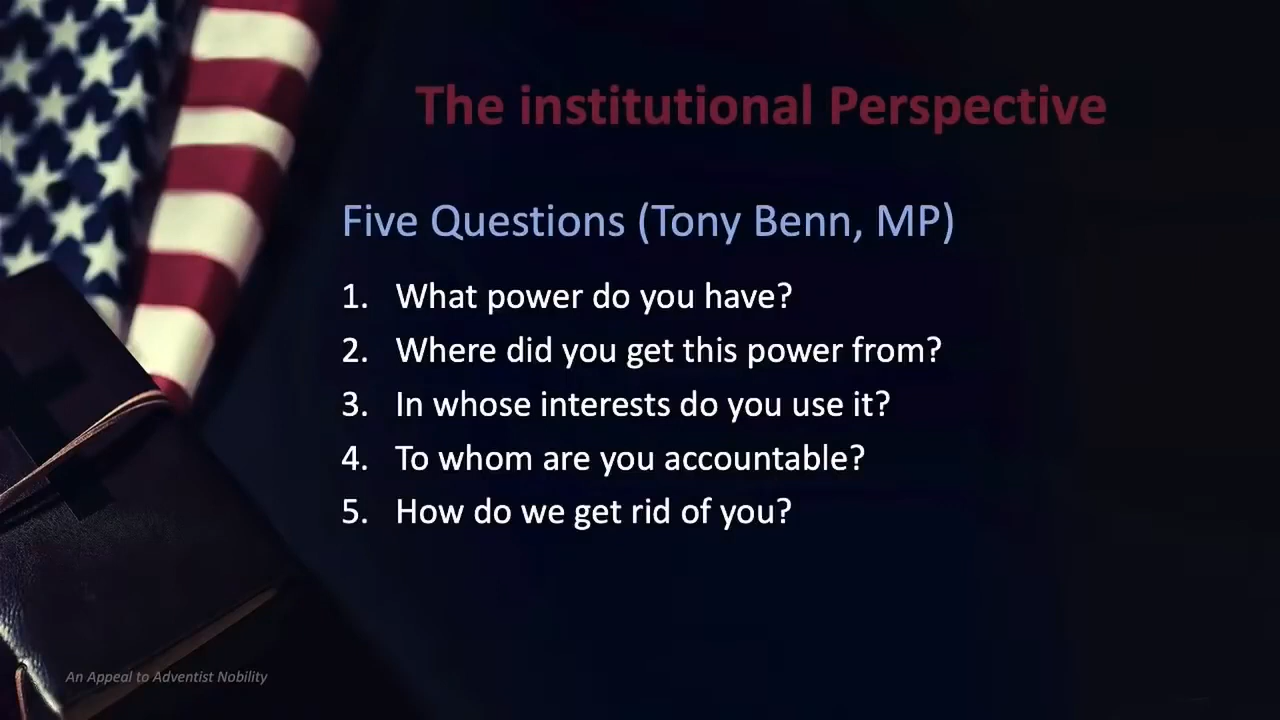 The institutional Perspective
Five Questions (Tony Benn, MP)
1. What power do you have?
2. Where did you get this power from?
3. In whose interests do you use it?
4. To whom are you accountable?
5. How do we get rid of you?
An Appeal to Adventist Nobility